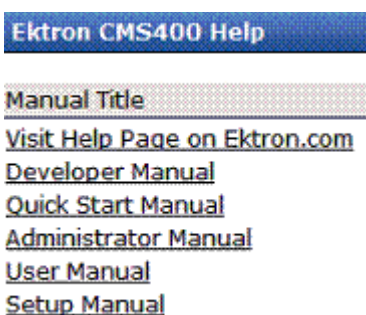 Ektron CMS400 Help
Manual Title
Visit Help Page on Ektron.com
Developer Manual
Quick Start Manual
Administrator Manual
User Manual
Setup Manual